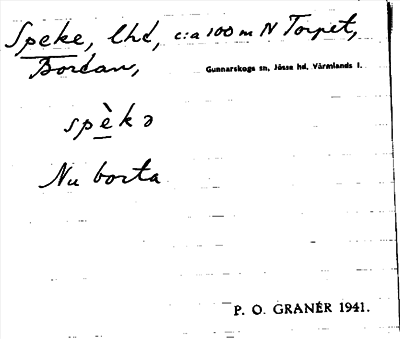 Speke, lhd, c:a 100 m N Torpet,
Bordan,
Gunnarskogs sn, Jösse hd, Värmlands l.
spèkə
Nu borta
P. O. GRANÉR 1941.